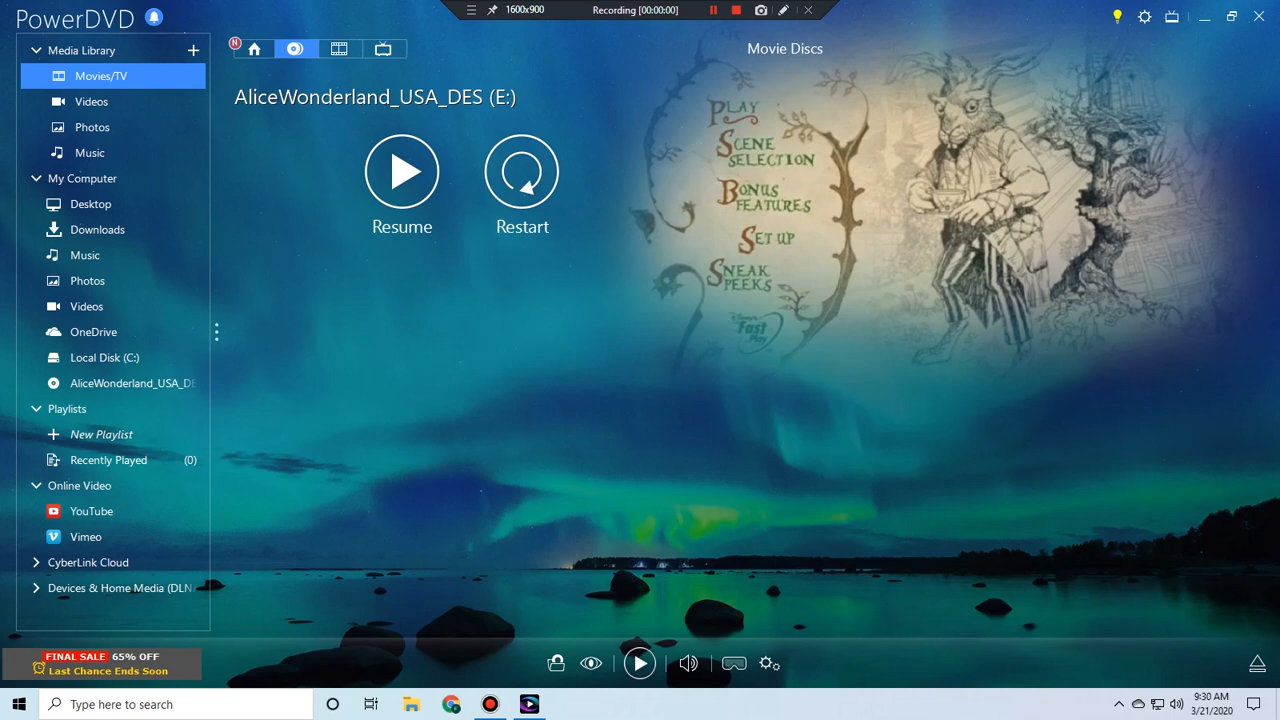 PowerDVD
1600x900
Recording [00:00:00]
Media Library
Movies/TV
Videos
Photos
Music
My Computer
Desktop
Downloads
Music
Photos
Videos
OneDrive
Local Disk (C:)
AliceWonderland_USA_DE
Playlists
New Playlist
Recently Played (0)
Online Video
YouTube
Vimeo
CyberLink Cloud
Devices & Home Media (DLN
N
Movie Discs
AliceWonderland_USA_DES (E:)
Resume
Restart
PLAY
SCENE
SELECTION
BONUS
FEATURES
SET UP
SNEAK
PEEKS
Disney's
Fast
Play
FINAL SALE 65% OFF
Last Chance Ends Soon
Type here to search
9:30 AM
3/21/2020